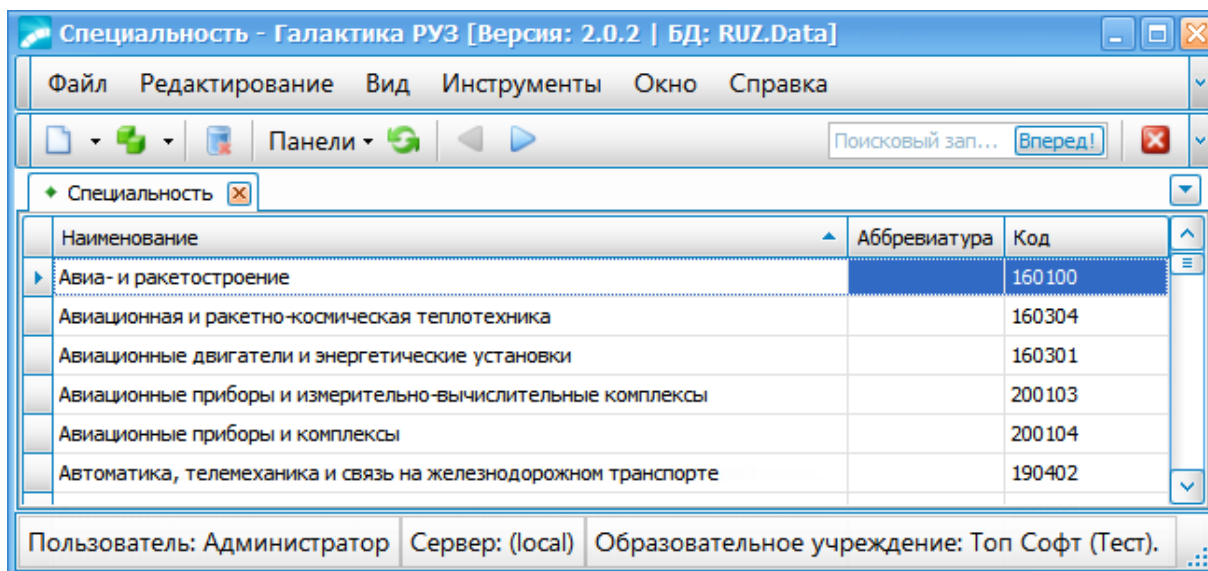 Специальность - Галактика РУЗ [Версия: 2.0.2 | БД: RUZ.Data]
Файл Редактирование Вид Инструменты Окно Справка
Панели Поисковый зап... Вперед!
Специальность
Наименование Аббревиатура Код
Авиа- и ракетостроение 160100
Авиационная и ракетно-космическая теплотехника 160304
Авиационные двигатели и энергетические установки 160301
Авиационные приборы и измерительно-вычислительные комплексы 200103
Авиационные приборы и комплексы 200104
Автоматика, телемеханика и связь на железнодорожном транспорте 190402
Пользователь: Администратор Сервер: (local) Образовательное учреждение: Топ Софт (Тест).